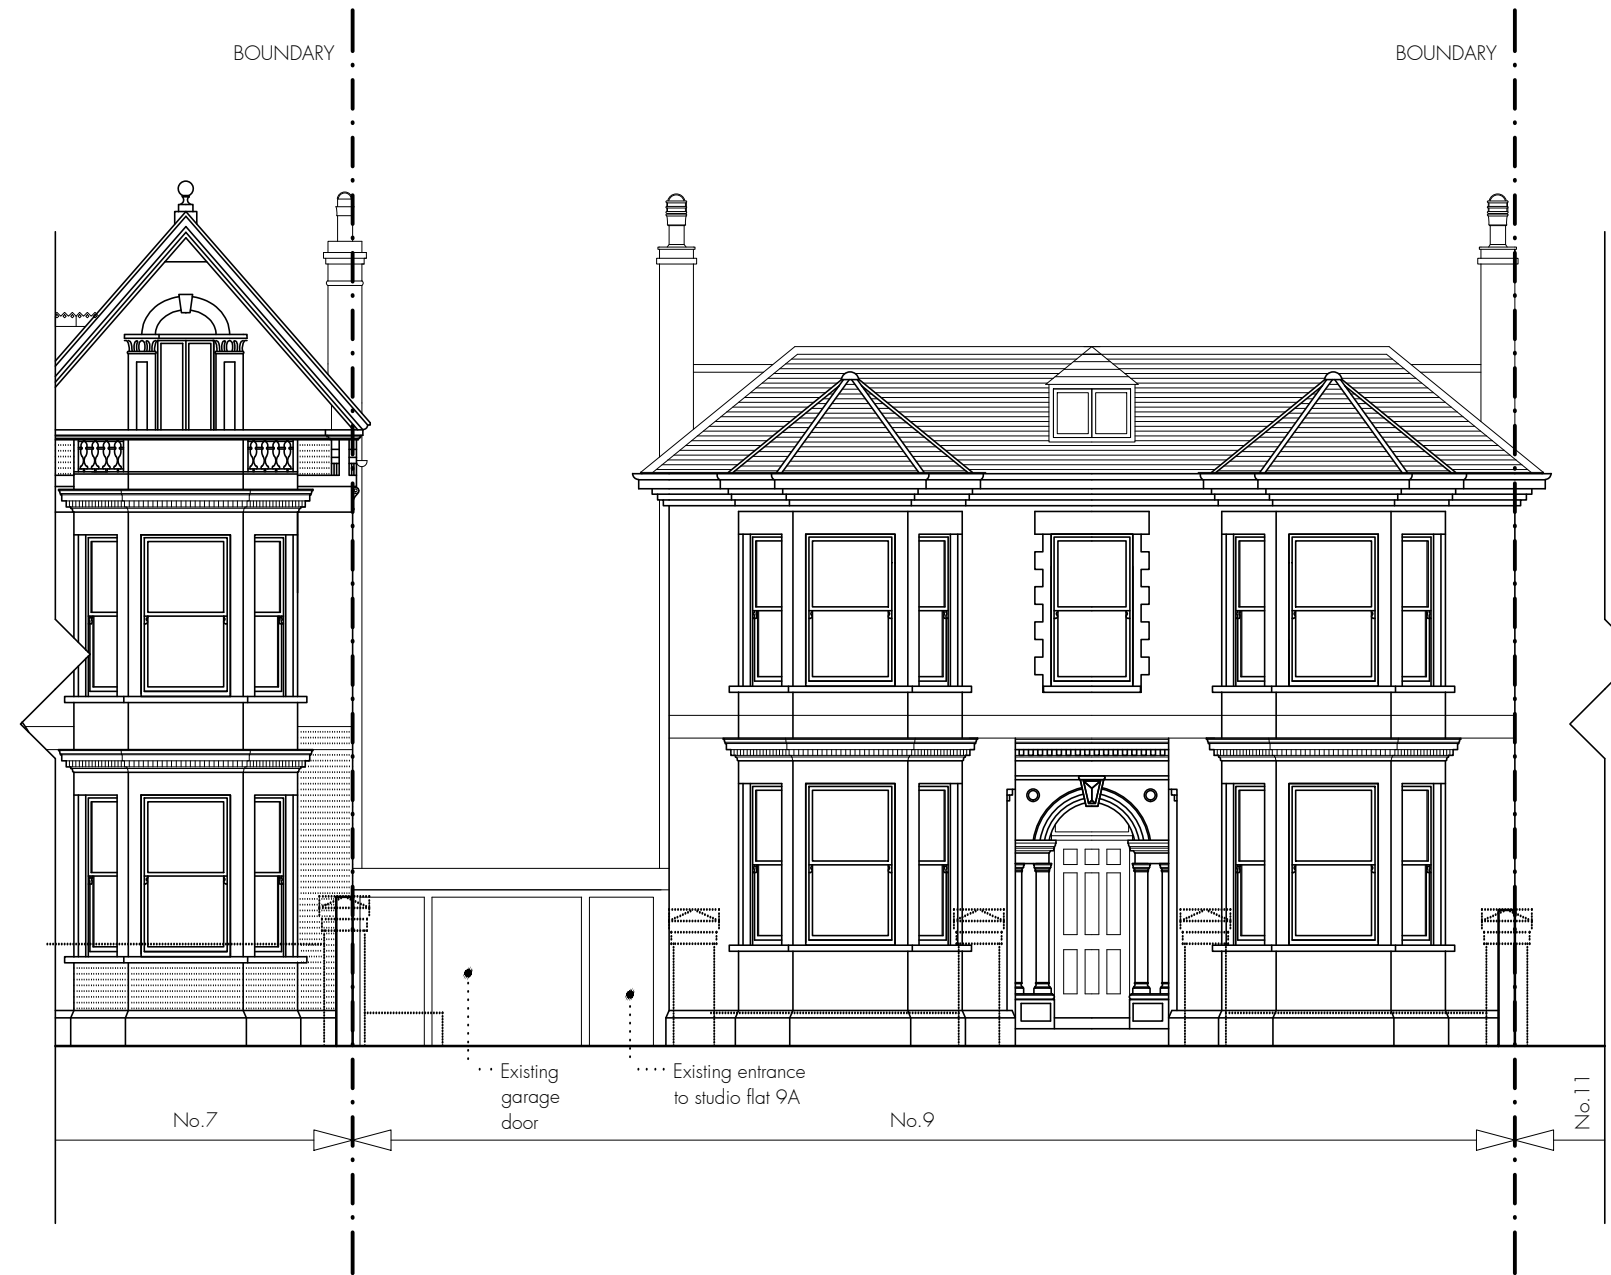 BOUNDARY
BOUNDARY
Existing
garage
door
Existing entrance
to studio flat 9A
No.7
No.9
No.11